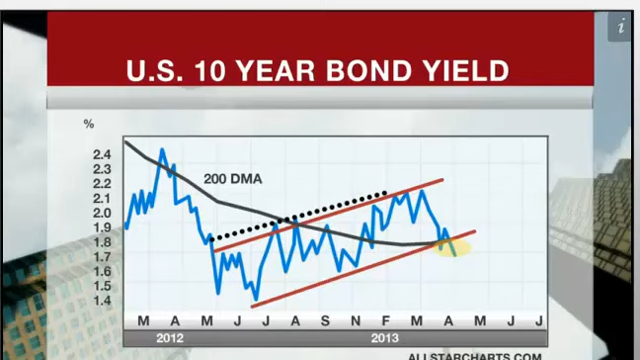 i
U.S. 10 YEAR BOND YIELD
%
2.4
2.3
2.2
2.1
2.0
1.9
1.8
1.7
1.6
1.5
1.4
200 DMA
M A M J J A S O N D F M A M J J
2012 2013
ALLSTARCHARTS.COM